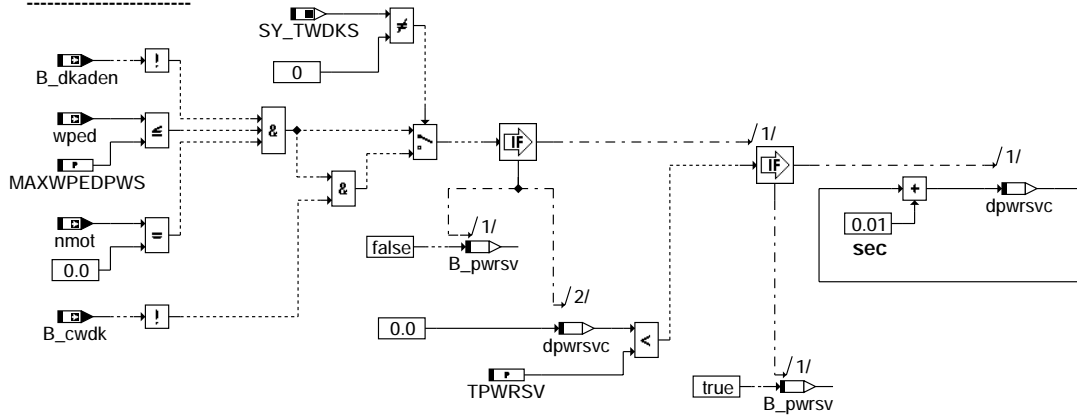 SY_TWDKS
≠
0
B_dkaden
!
wped
≤
MAXWPEDPWS
P
&
&
IF
/1/
IF
/1/
nmot
=
0.0
+
0.01
sec
dpwrsvc
false
/1/
B_pwrsv
/2/
B_cwdk
!
0.0
dpwrsvc
<
P
TPWRSV
true
/1/
B_pwrsv